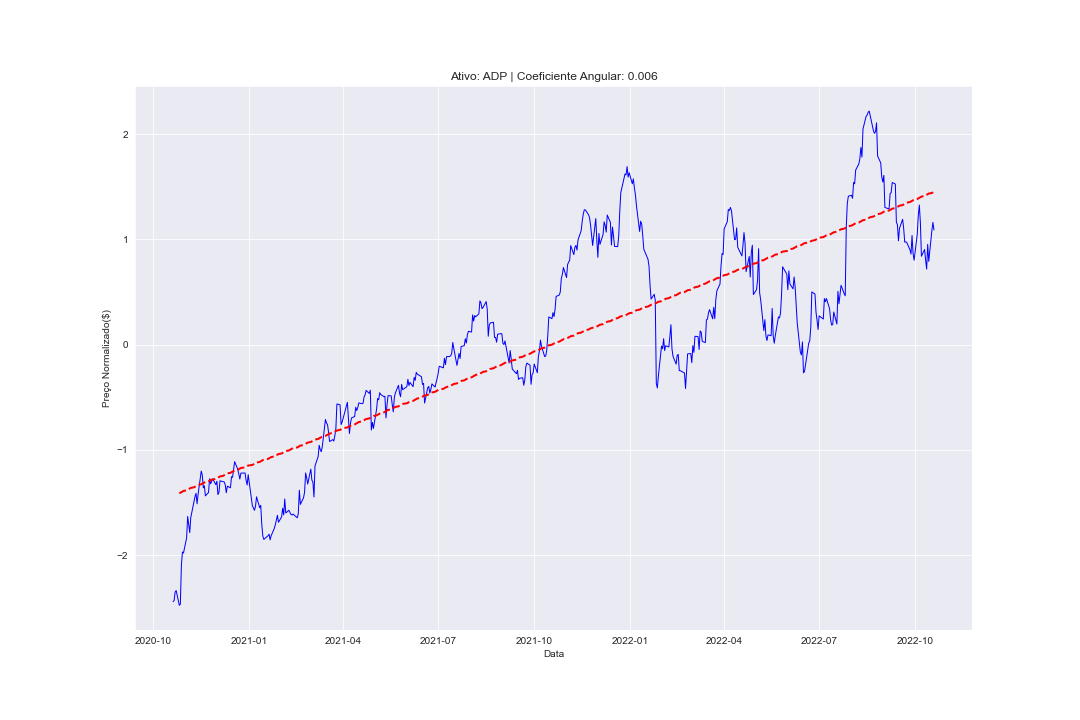 Ativo: ADP | Coeficiente Angular: 0.006
Preço Normalizado($)
2
1
0
−1
−2
2020-10 2021-01 2021-04 2021-07 2021-10 2022-01 2022-04 2022-07 2022-10
Data